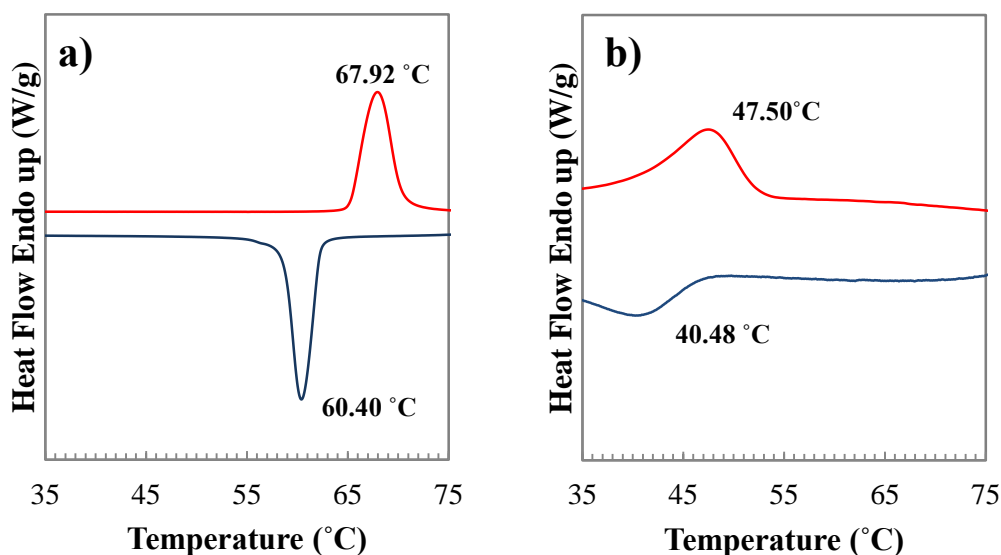 a)
67.92 ˚C
60.40 ˚C
Heat Flow Endo up (W/g)
35 45 55 65 75
Temperature (˚C)
b)
47.50˚C
40.48 ˚C
Heat Flow Endo up (W/g)
35 45 55 65 75
Temperature (˚C)